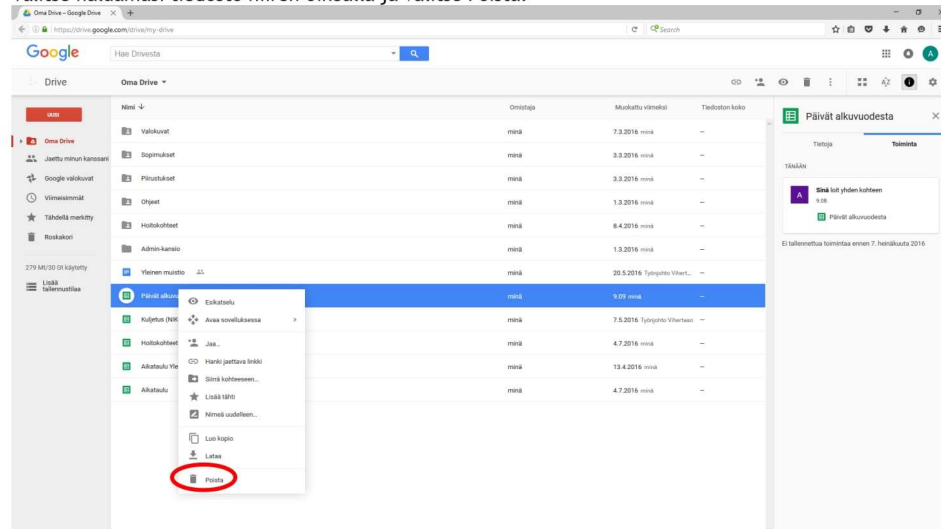 Valitse haluamasi tiedosto hiiren oikealla ja valitse Poista.
Oma Drive – Google Drive
https://drive.google.com/drive/my-drive
Search
Google
Hae Drivesta
A
Drive
Oma Drive
UUSI
Oma Drive
Jaettu minun kanssani
Google valokuvat
Viimeisimmät
Tähdellä merkitty
Roskakori
279 Mt/30 Gt käytetty
Lisää
tallennustilaa
Nimi Omistaja Muokattu viimeksi Tiedoston koko
Valokuvat minä 7.3.2016 minä –
Sopimukset minä 3.3.2016 minä –
Piirustukset minä 3.3.2016 minä –
Ohjeet minä 1.3.2016 minä –
Hoitokohteet minä 8.4.2016 minä –
Admin-kansio minä 1.3.2016 minä –
Yleinen muistio minä 20.5.2016 Työnjohto Vihert... –
Päivät alkuvu minä 9.09 minä –
Kuljetus (NIK minä 7.5.2016 Työnjohto Vihertaso –
Hoitokohteet minä 4.7.2016 minä –
Aikataulu Yle minä 13.4.2016 minä –
Aikataulu minä 4.7.2016 minä –
Esikatselu
Avaa sovelluksessa
Jaa...
Hanki jaettava linkki
Siirrä kohteeseen...
Lisää tähti
Nimeä uudelleen...
Luo kopio
Lataa
Poista
Päivät alkuvuodesta
Tietoja Toiminta
TÄNÄÄN
A
Sinä loit yhden kohteen
9.08
Päivät alkuvuodesta
Ei tallennettua toimintaa ennen 7. heinäkuuta 2016